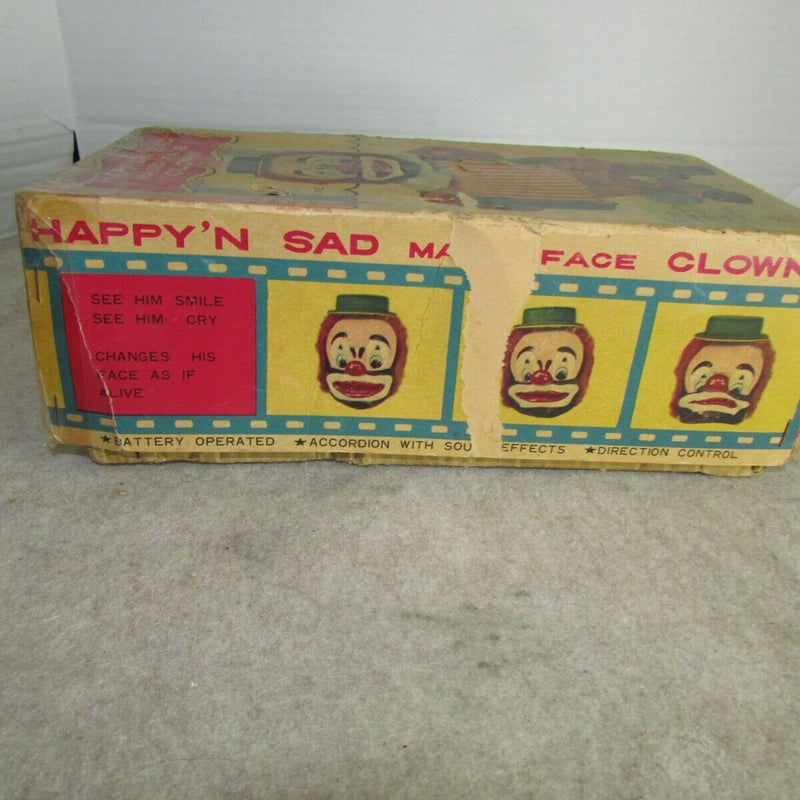 HAPPY'N SAD MA FACE CLOWN
SEE HIM SMILE
SEE HIM CRY
CHANGES HIS
FACE AS IF
ALIVE
★BATTERY OPERATED ★ACCORDION WITH SOU EFFECTS ★DIRECTION CONTROL